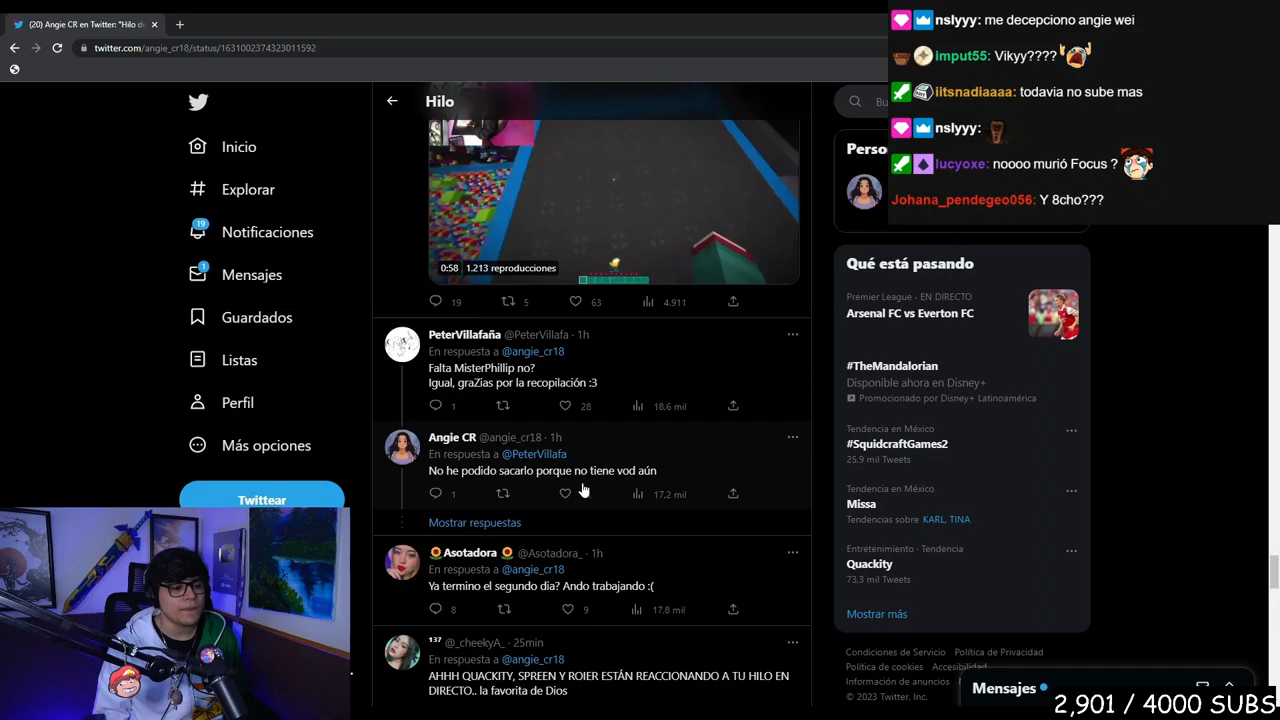 (20) Angie CR en Twitter: "Hilo de
twitter.com/angie_cr18/status/1631002374323011592
nslyyy: me decepciono angie wei
imput55: Vikyy????
iitsnadiaaaa: todavia no sube mas
nslyyy:
lucyoxe: noooo murió Focus ?
Johana_pendegeo056: Y 8cho???
Inicio
Explorar
19
Notificaciones
1
Mensajes
Guardados
Listas
Perfil
Más opciones
Twittear
Hilo
0:58 1.213 reproducciones
19 5 63 4.911
PeterVillafaña @PeterVillafa · 1h
En respuesta a @angie_cr18
Falta MisterPhillip no?
Igual, graZias por la recopilación :3
1 28 18.6 mil
Angie CR @angie_cr18 · 1h
En respuesta a @PeterVillafa
No he podido sacarlo porque no tiene vod aún
1 17.2 mil
Mostrar respuestas
Asotadora @Asotadora_ · 1h
En respuesta a @angie_cr18
Ya termino el segundo dia? Ando trabajando :(
8 9 17.8 mil
¹³⁷ @_cheekyA_ · 25min
En respuesta a @angie_cr18
AHHH QUACKITY, SPREEN Y ROIER ESTÁN REACCIONANDO A TU HILO EN
DIRECTO.. la favorita de Dios
Bu
Perso
Qué está pasando
Premier League · EN DIRECTO
Arsenal FC vs Everton FC
#TheMandalorian
Disponible ahora en Disney+
Promocionado por Disney+ Latinoamérica
Tendencia en México
#SquidcraftGames2
25,9 mil Tweets
Tendencia en México
Missa
Tendencias sobre KARL, TINA
Entretenimiento · Tendencia
Quackity
73,3 mil Tweets
Mostrar más
Condiciones de Servicio Política de Privacidad
Política de cookies Accesibilidad
Información de anuncios
© 2023 Twitter, Inc.
Mensajes
2,901 / 4000 SUBS